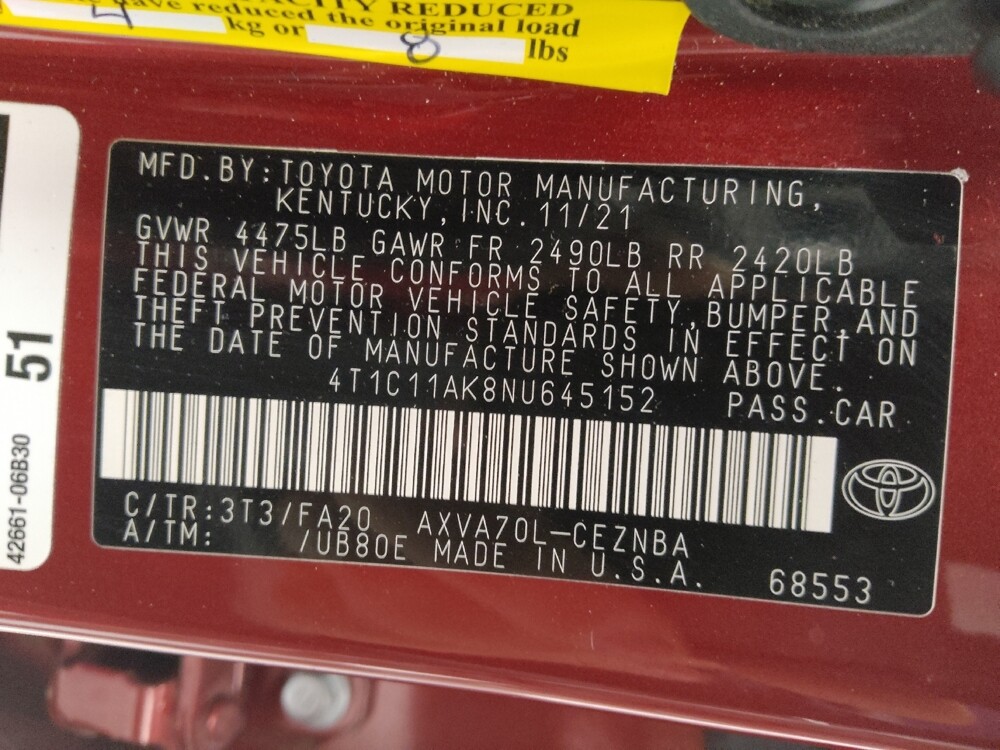 CITY REDUCED
have reduced the original load
4 kg or 8 lbs
MFD.BY:TOYOTA MOTOR MANUFACTURING,
KENTUCKY,INC. 11/21
GVWR 4475LB GAWR FR 2490LB RR 2420LB
THIS VEHICLE CONFORMS TO ALL APPLICABLE
FEDERAL MOTOR VEHICLE SAFETY,BUMPER,AND
THEFT PREVENTION STANDARDS IN EFFECT ON
THE DATE OF MANUFACTURE SHOWN ABOVE.
4T1C11AK8NU645152 PASS.CAR
C/TR:3T3/FA20 AXVA70L-CEZNBA
A/TM: /UB80E MADE IN U.S.A.
68553
51
42661-06B30